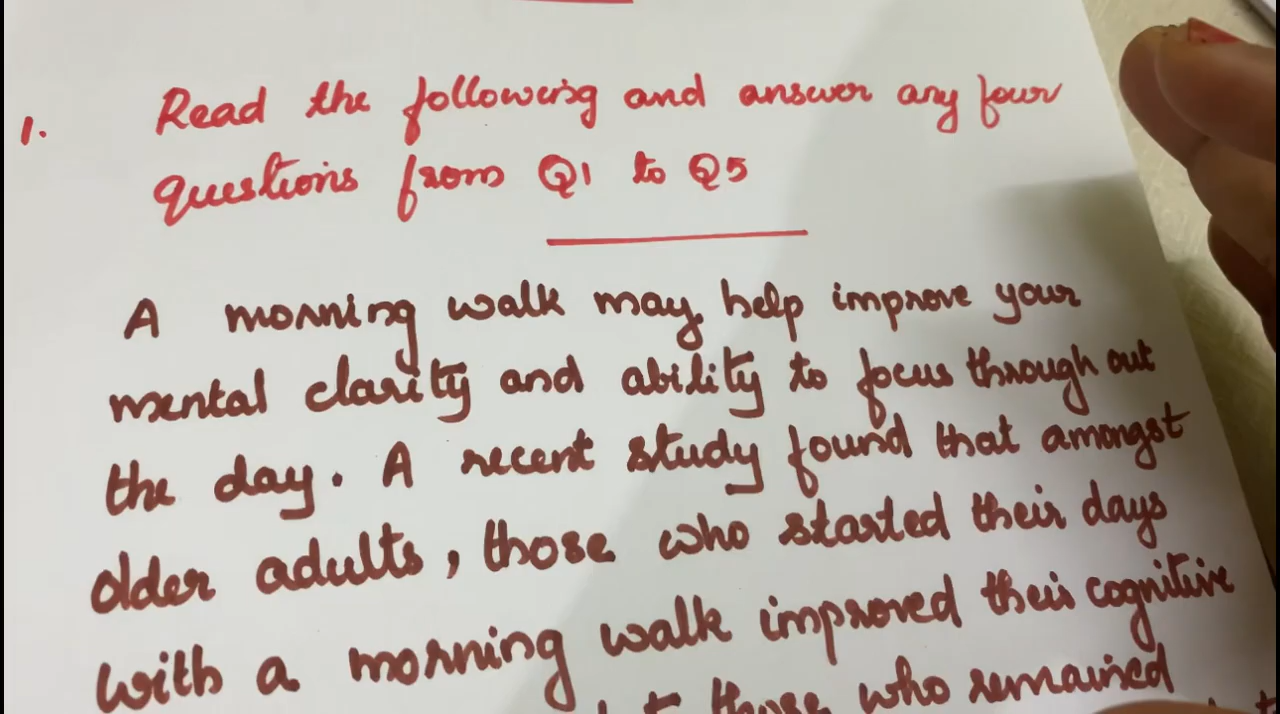 1. Read the following and answer any four
questions from Q1 to Q5
A morning walk may help improve your
mental clarity and ability to focus through out
the day. A recent study found that amongst
older adults, those who started their days
with a morning walk improved their cognitive
those who remained